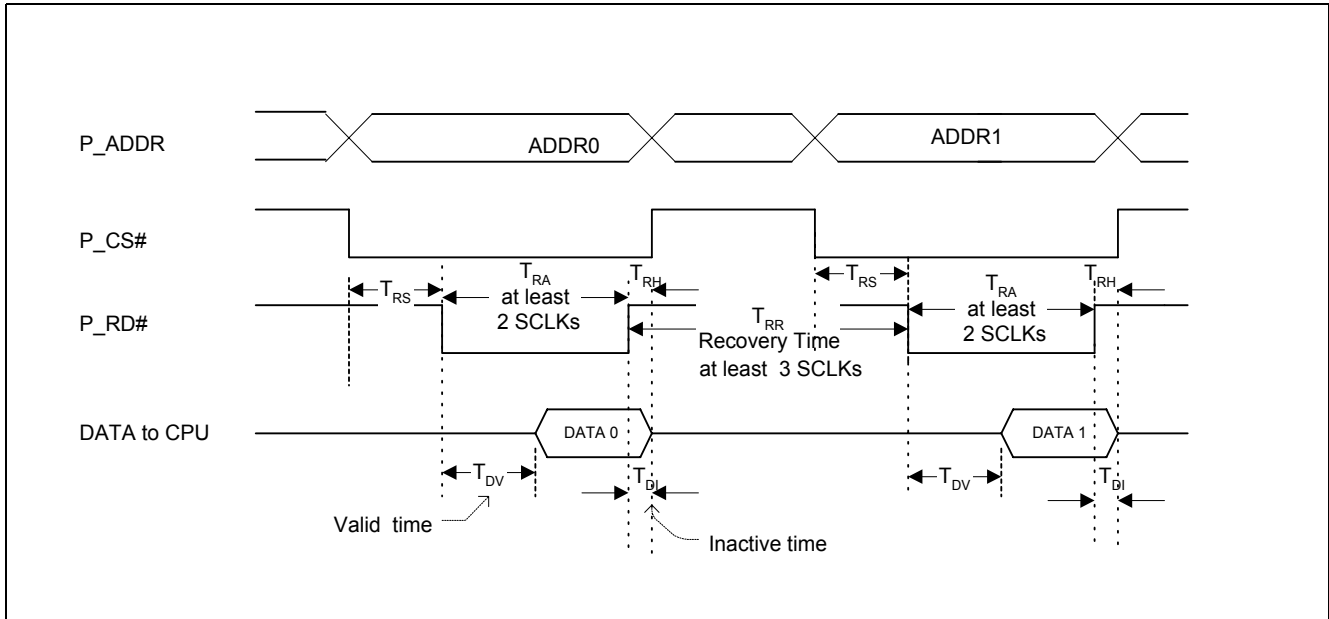 P_ADDR
ADDR0
ADDR1
P_CS#
T_RS
T_RA
at least
2 SCLKs
T_RH
T_RS
T_RA
at least
2 SCLKs
T_RH
P_RD#
T_RR
Recovery Time
at least 3 SCLKs
DATA to CPU
DATA 0
DATA 1
T_DV
T_DI
T_DV
T_DI
Valid time
Inactive time